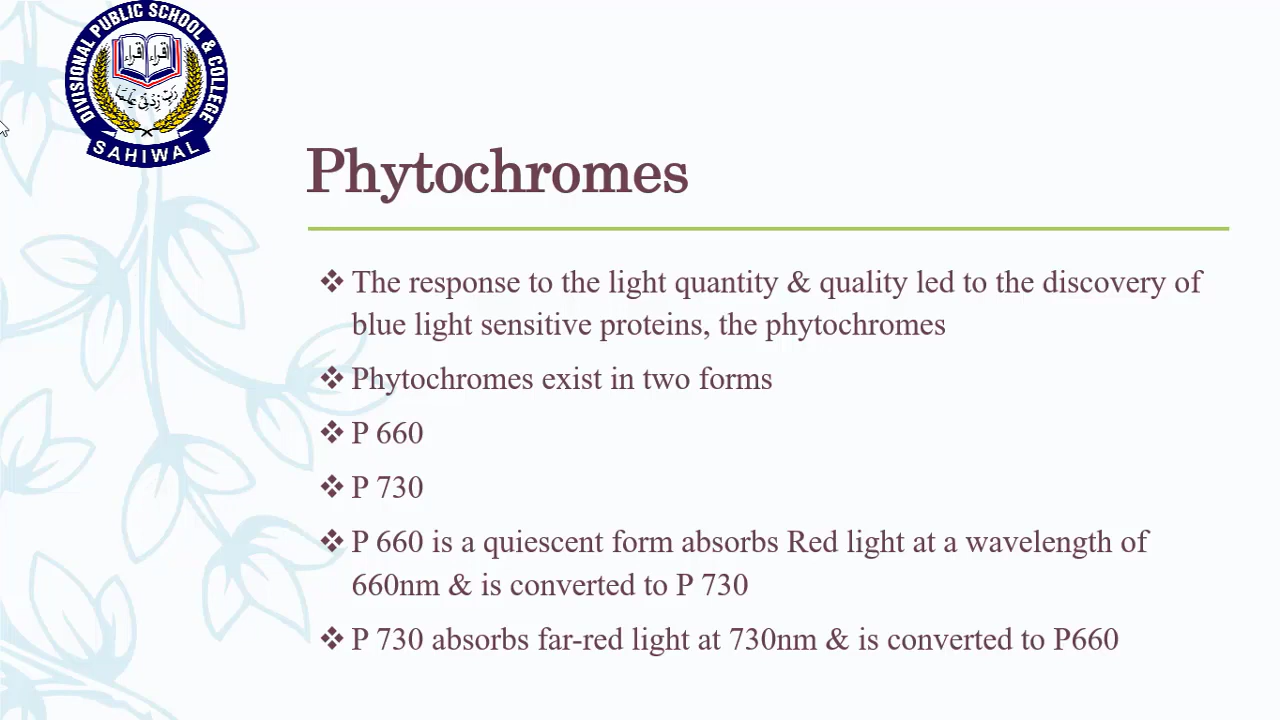 DIVISIONAL PUBLIC SCHOOL & COLLEGE
اقراء اقراء
رَبِّ زِدْنِیْ عِلْمًا
SAHIWAL
Phytochromes
❖ The response to the light quantity & quality led to the discovery of
blue light sensitive proteins, the phytochromes
❖ Phytochromes exist in two forms
❖ P 660
❖ P 730
❖ P 660 is a quiescent form absorbs Red light at a wavelength of
660nm & is converted to P 730
❖ P 730 absorbs far-red light at 730nm & is converted to P660